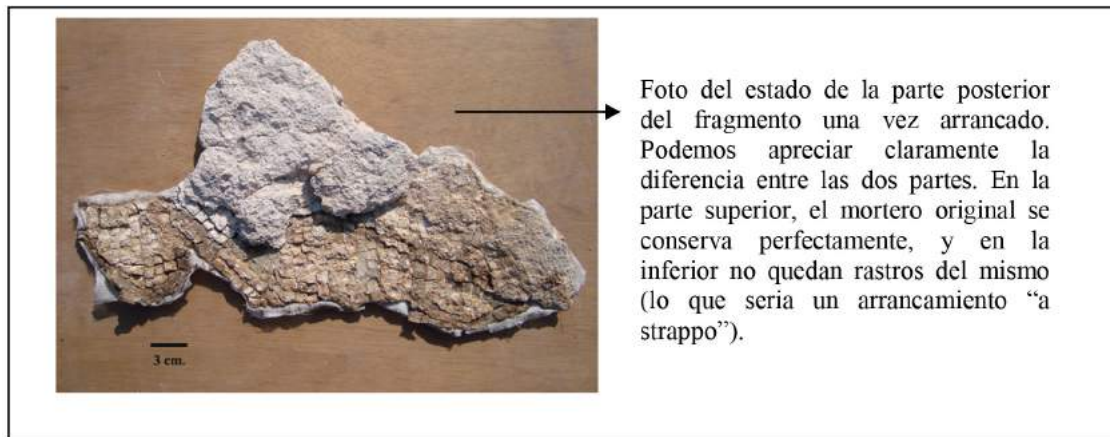 Foto del estado de la parte posterior
del fragmento una vez arrancado.
Podemos apreciar claramente la
diferencia entre las dos partes. En la
parte superior, el mortero original se
conserva perfectamente, y en la
inferior no quedan rastros del mismo
(lo que seria un arrancamiento “a
strappo”).
3 cm.